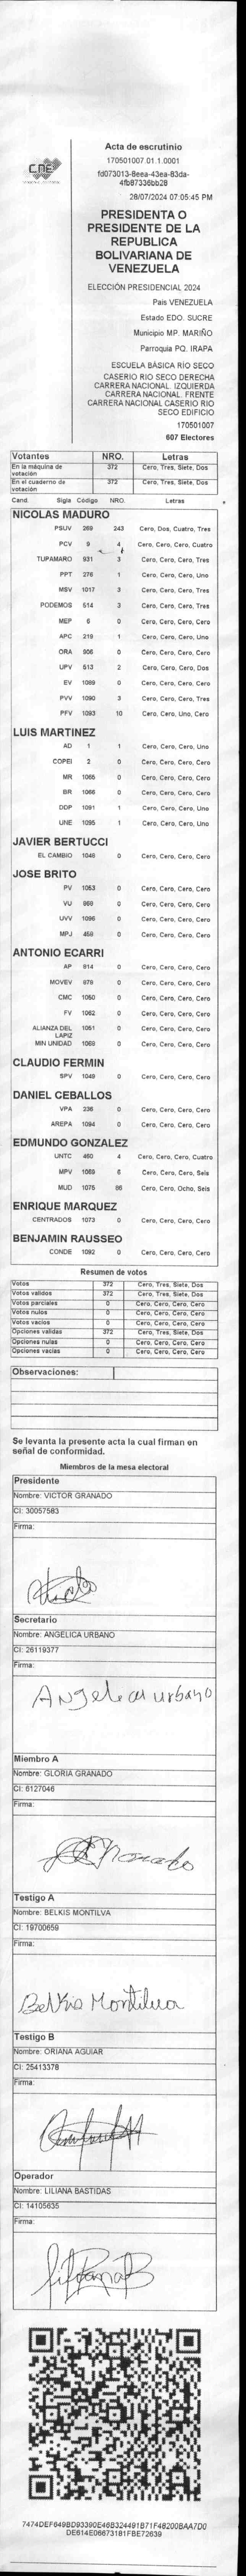 CNE
Acta de escrutinio
170501007.01.1.0001
fd073013-8eea-43ea-83da-
4fb87336bb28
28/07/2024 07:05:45 PM
PRESIDENTA O
PRESIDENTE DE LA
REPUBLICA
BOLIVARIANA DE
VENEZUELA
ELECCIÓN PRESIDENCIAL 2024
Pais VENEZUELA
Estado EDO. SUCRE
Municipio MP. MARIÑO
Parroquia PQ. IRAPA
ESCUELA BÁSICA RÍO SECO
CASERIO RIO SECO DERECHA
CARRERA NACIONAL. IZQUIERDA
CARRERA NACIONAL. FRENTE
CARRERA NACIONAL CASERIO RIO
SECO EDIFICIO
170501007
607 Electores
Votantes NRO. Letras
En la máquina de votación 372 Cero, Tres, Siete, Dos
En el cuaderno de votación 372 Cero, Tres, Siete, Dos
Cand. Sigla Código NRO. Letras
NICOLAS MADURO
PSUV 269 243 Cero, Dos, Cuatro, Tres
PCV 9 4 Cero, Cero, Cero, Cuatro
TUPAMARO 931 3 Cero, Cero, Cero, Tres
PPT 276 1 Cero, Cero, Cero, Uno
MSV 1017 3 Cero, Cero, Cero, Tres
PODEMOS 514 3 Cero, Cero, Cero, Tres
MEP 6 0 Cero, Cero, Cero, Cero
APC 219 1 Cero, Cero, Cero, Uno
ORA 906 0 Cero, Cero, Cero, Cero
UPV 513 2 Cero, Cero, Cero, Dos
EV 1089 0 Cero, Cero, Cero, Cero
PVV 1090 3 Cero, Cero, Cero, Tres
PFV 1093 10 Cero, Cero, Uno, Cero
LUIS MARTINEZ
AD 1 1 Cero, Cero, Cero, Uno
COPEI 2 0 Cero, Cero, Cero, Cero
MR 1065 0 Cero, Cero, Cero, Cero
BR 1066 0 Cero, Cero, Cero, Cero
DDP 1091 1 Cero, Cero, Cero, Uno
UNE 1095 1 Cero, Cero, Cero, Uno
JAVIER BERTUCCI
EL CAMBIO 1048 0 Cero, Cero, Cero, Cero
JOSE BRITO
PV 1053 0 Cero, Cero, Cero, Cero
VU 868 0 Cero, Cero, Cero, Cero
UVV 1096 0 Cero, Cero, Cero, Cero
MPJ 459 0 Cero, Cero, Cero, Cero
ANTONIO ECARRI
AP 914 0 Cero, Cero, Cero, Cero
MOVEV 879 0 Cero, Cero, Cero, Cero
CMC 1050 0 Cero, Cero, Cero, Cero
FV 1062 0 Cero, Cero, Cero, Cero
ALIANZA DEL LAPIZ 1051 0 Cero, Cero, Cero, Cero
MIN UNIDAD 1069 0 Cero, Cero, Cero, Cero
CLAUDIO FERMIN
SPV 1049 0 Cero, Cero, Cero, Cero
DANIEL CEBALLOS
VPA 236 0 Cero, Cero, Cero, Cero
AREPA 1094 0 Cero, Cero, Cero, Cero
EDMUNDO GONZALEZ
UNTC 460 4 Cero, Cero, Cero, Cuatro
MPV 1069 6 Cero, Cero, Cero, Seis
MUD 1075 86 Cero, Cero, Ocho, Seis
ENRIQUE MARQUEZ
CENTRADOS 1073 0 Cero, Cero, Cero, Cero
BENJAMIN RAUSSEO
CONDE 1092 0 Cero, Cero, Cero, Cero
Resumen de votos
Votos 372 Cero, Tres, Siete, Dos
Votos validos 372 Cero, Tres, Siete, Dos
Votos parciales 0 Cero, Cero, Cero, Cero
Votos nulos 0 Cero, Cero, Cero, Cero
Votos vacios 0 Cero, Cero, Cero, Cero
Opciones validas 372 Cero, Tres, Siete, Dos
Opciones nulas 0 Cero, Cero, Cero, Cero
Opciones vacias 0 Cero, Cero, Cero, Cero
Observaciones:
Se levanta la presente acta la cual firman en
señal de conformidad.
Miembros de la mesa electoral
Presidente
Nombre: VICTOR GRANADO
CI: 30057583
Firma:
Secretario
Nombre: ANGELICA URBANO
CI: 26119377
Firma:
Angelica urbano
Miembro A
Nombre: GLORIA GRANADO
CI: 6127046
Firma:
Testigo A
Nombre: BELKIS MONTILVA
CI: 19700659
Firma:
Belkis Montilva
Testigo B
Nombre: ORIANA AGUIAR
CI: 25413378
Firma:
Operador
Nombre: LILIANA BASTIDAS
CI: 14105635
Firma:
7474DEF649BD93390E46B324491B71F48200BAA7D0
DE614E06673181FBE72639